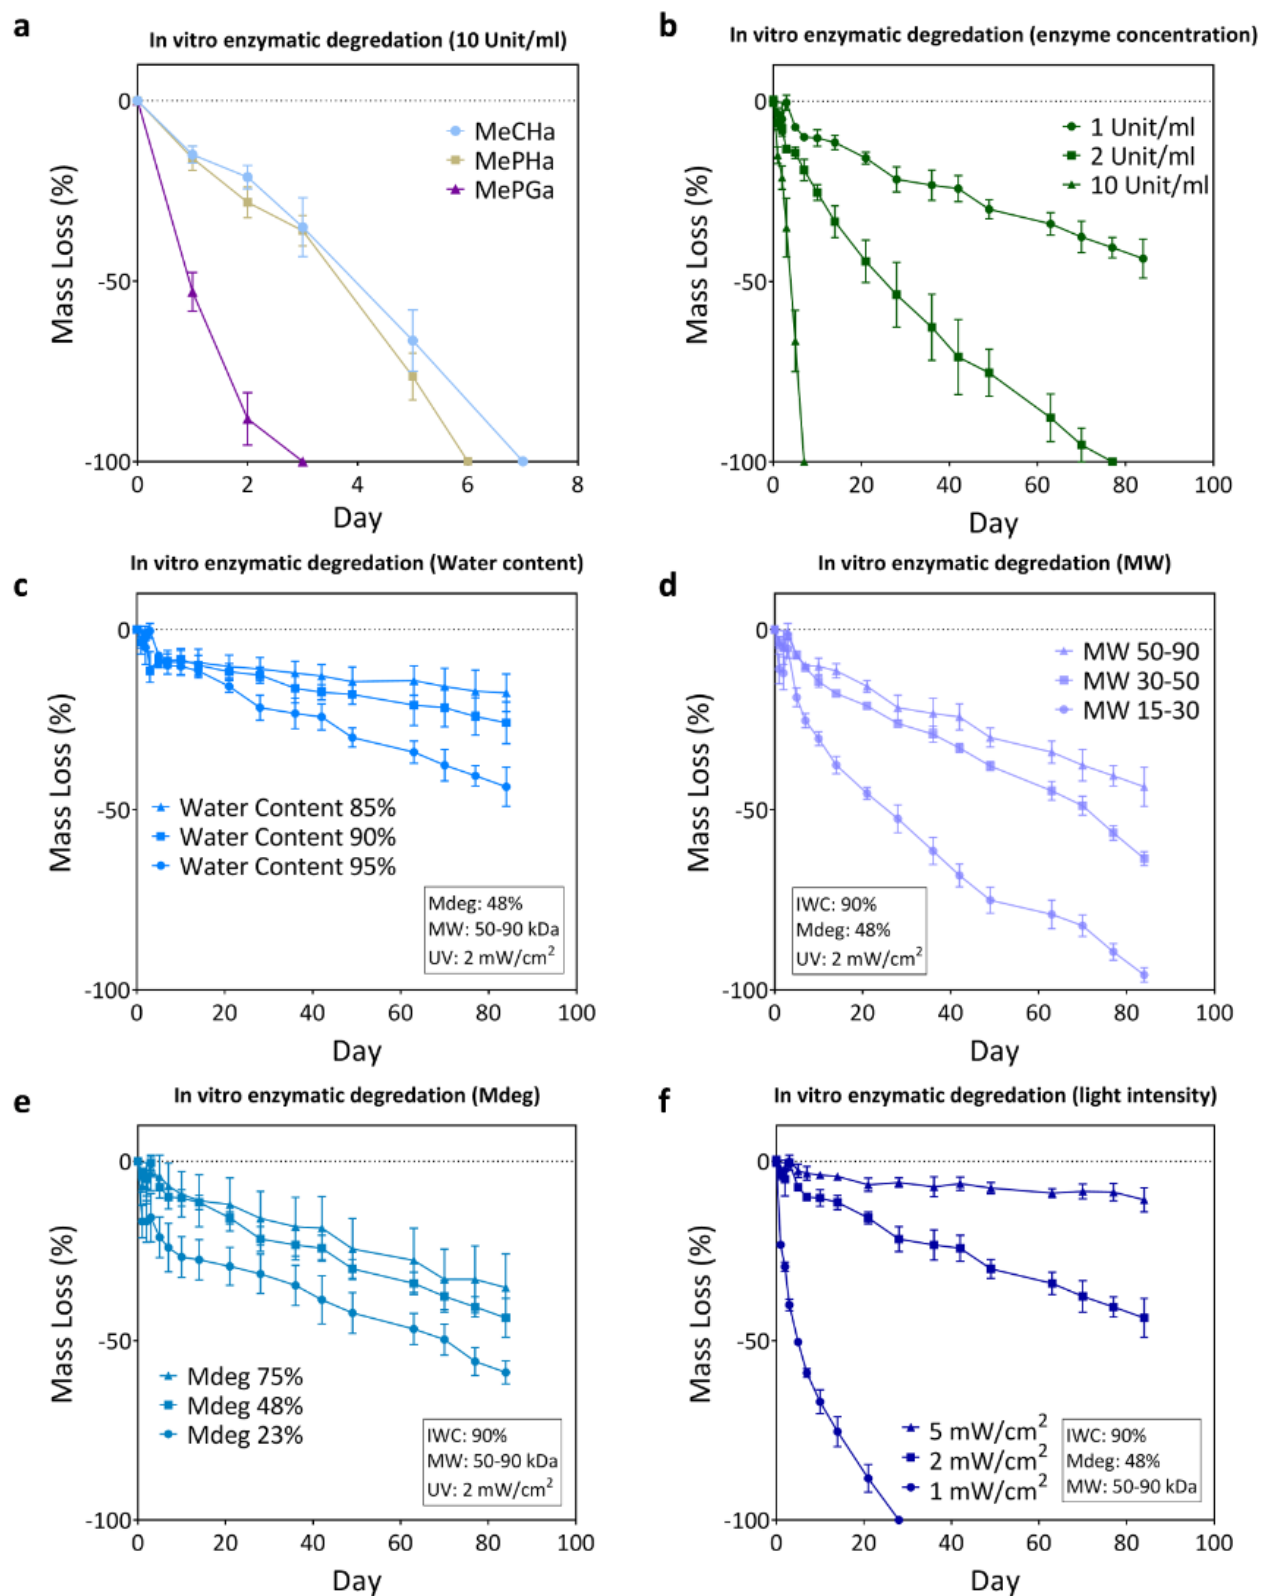 a
In vitro enzymatic degredation (10 Unit/ml)
0
-50
-100
Mass Loss (%)
MeCHa
MePHa
MePGa
0 2 4 6 8
Day
b
In vitro enzymatic degredation (enzyme concentration)
0
-50
-100
Mass Loss (%)
1 Unit/ml
2 Unit/ml
10 Unit/ml
0 20 40 60 80 100
Day
c
In vitro enzymatic degredation (Water content)
0
-50
-100
Mass Loss (%)
Water Content 85%
Water Content 90%
Water Content 95%
Mdeg: 48%
MW: 50-90 kDa
UV: 2 mW/cm²
0 20 40 60 80 100
Day
d
In vitro enzymatic degredation (MW)
0
-50
-100
Mass Loss (%)
MW 50-90
MW 30-50
MW 15-30
IWC: 90%
Mdeg: 48%
UV: 2 mW/cm²
0 20 40 60 80 100
Day
e
In vitro enzymatic degredation (Mdeg)
0
-50
-100
Mass Loss (%)
Mdeg 75%
Mdeg 48%
Mdeg 23%
IWC: 90%
MW: 50-90 kDa
UV: 2 mW/cm²
0 20 40 60 80 100
Day
f
In vitro enzymatic degredation (light intensity)
0
-50
-100
Mass Loss (%)
5 mW/cm²
2 mW/cm²
1 mW/cm²
IWC: 90%
Mdeg: 48%
MW: 50-90 kDa
0 20 40 60 80 100
Day